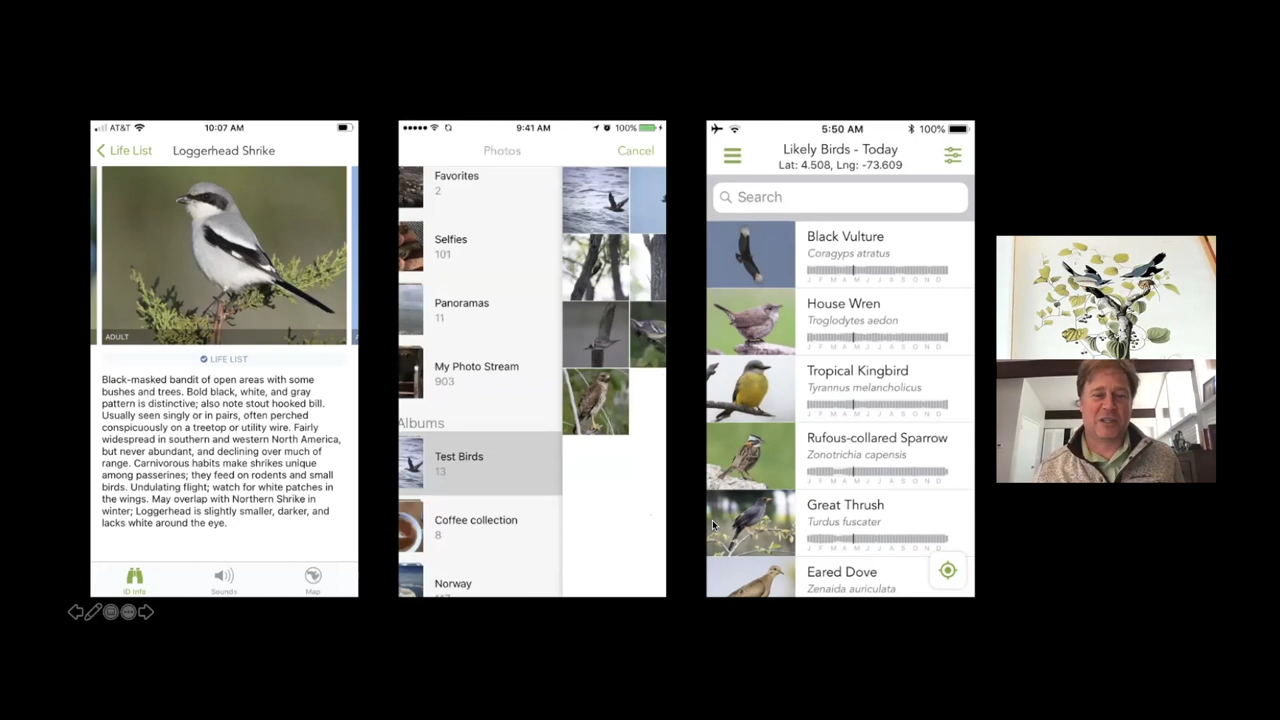 AT&T
10:07 AM
Life List
Loggerhead Shrike
ADULT
LIFE LIST
Black-masked bandit of open areas with some
bushes and trees. Bold black, white, and gray
pattern is distinctive; also note stout hooked bill.
Usually seen singly or in pairs, often perched
conspicuously on a treetop or utility wire. Fairly
widespread in southern and western North America,
but never abundant, and declining over much of
range. Carnivorous habits make shrikes unique
among passerines; they feed on rodents and small
birds. Undulating flight; watch for white patches in
the wings. May overlap with Northern Shrike in
winter; Loggerhead is slightly smaller, darker, and
lacks white around the eye.
ID Info
Sounds
Map
9:41 AM
100%
Photos
Cancel
Favorites
2
Selfies
101
Panoramas
11
My Photo Stream
903
Albums
Test Birds
13
Coffee collection
8
Norway
5:50 AM
100%
Likely Birds - Today
Lat: 4.508, Lng: -73.609
Search
Black Vulture
Coragyps atratus
J F M A M J J A S O N D
House Wren
Troglodytes aedon
J F M A M J J A S O N D
Tropical Kingbird
Tyrannus melancholicus
J F M A M J J A S O N D
Rufous-collared Sparrow
Zonotrichia capensis
J F M A M J J A S O N D
Great Thrush
Turdus fuscater
J F M A M J J A S O N D
Eared Dove
Zenaida auriculata